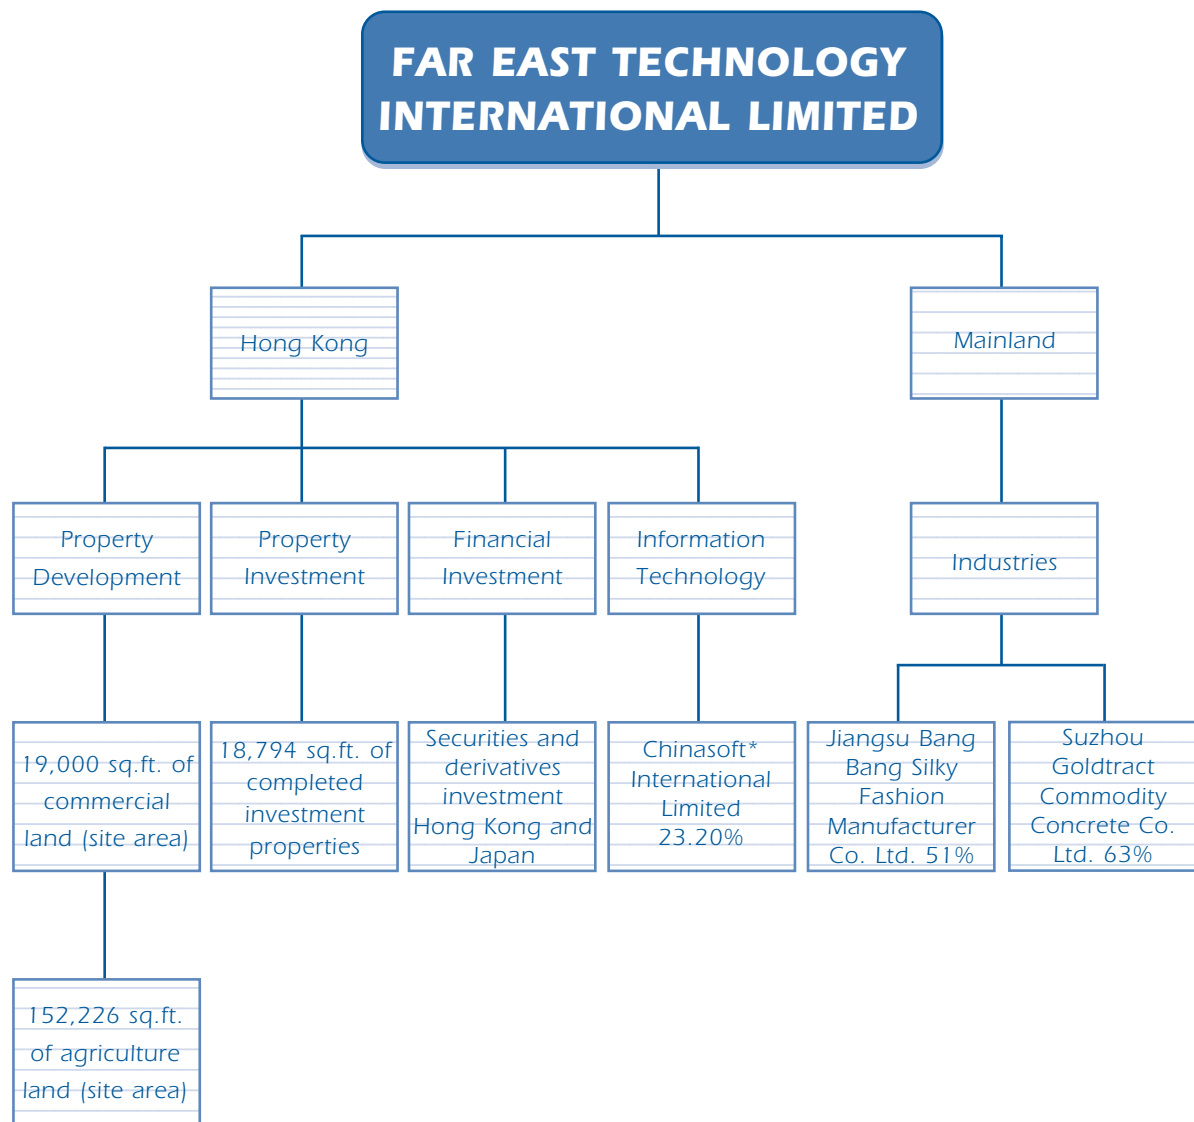 FAR EAST TECHNOLOGY
INTERNATIONAL LIMITED
Hong Kong
Mainland
Property
Development
Property
Investment
Financial
Investment
Information
Technology
Industries
19,000 sq.ft. of
commercial
land (site area)
18,794 sq.ft. of
completed
investment
properties
Securities and
derivatives
investment
Hong Kong and
Japan
Chinasoft*
International
Limited
23.20%
Jiangsu Bang
Bang Silky
Fashion
Manufacturer
Co. Ltd. 51%
Suzhou
Goldtract
Commodity
Concrete Co.
Ltd. 63%
152,226 sq.ft.
of agriculture
land (site area)